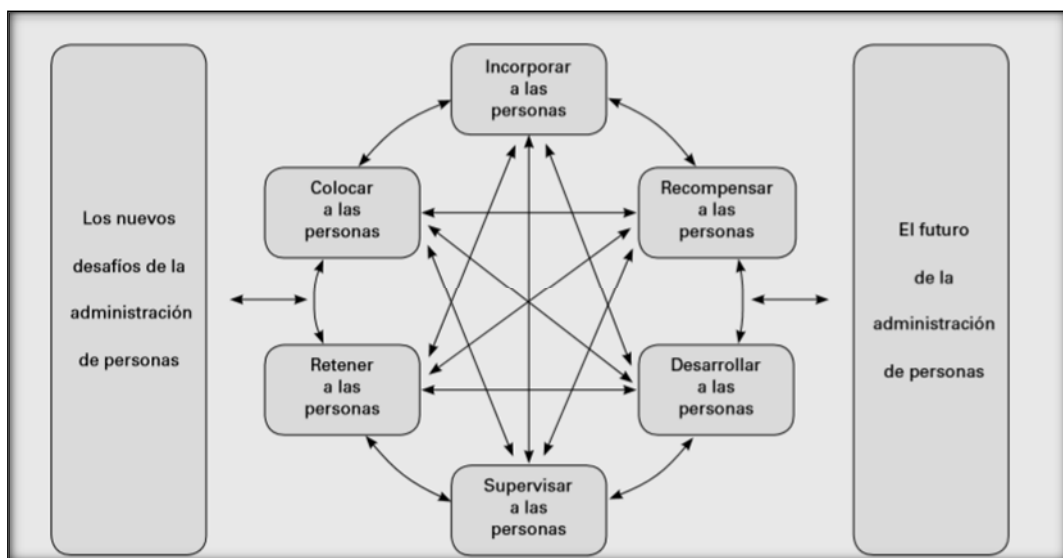 Los nuevos
desafíos de la
administración
de personas
Incorporar
a las
personas
Colocar
a las
personas
Recompensar
a las
personas
Retener
a las
personas
Desarrollar
a las
personas
Supervisar
a las
personas
El futuro
de la
administración
de personas